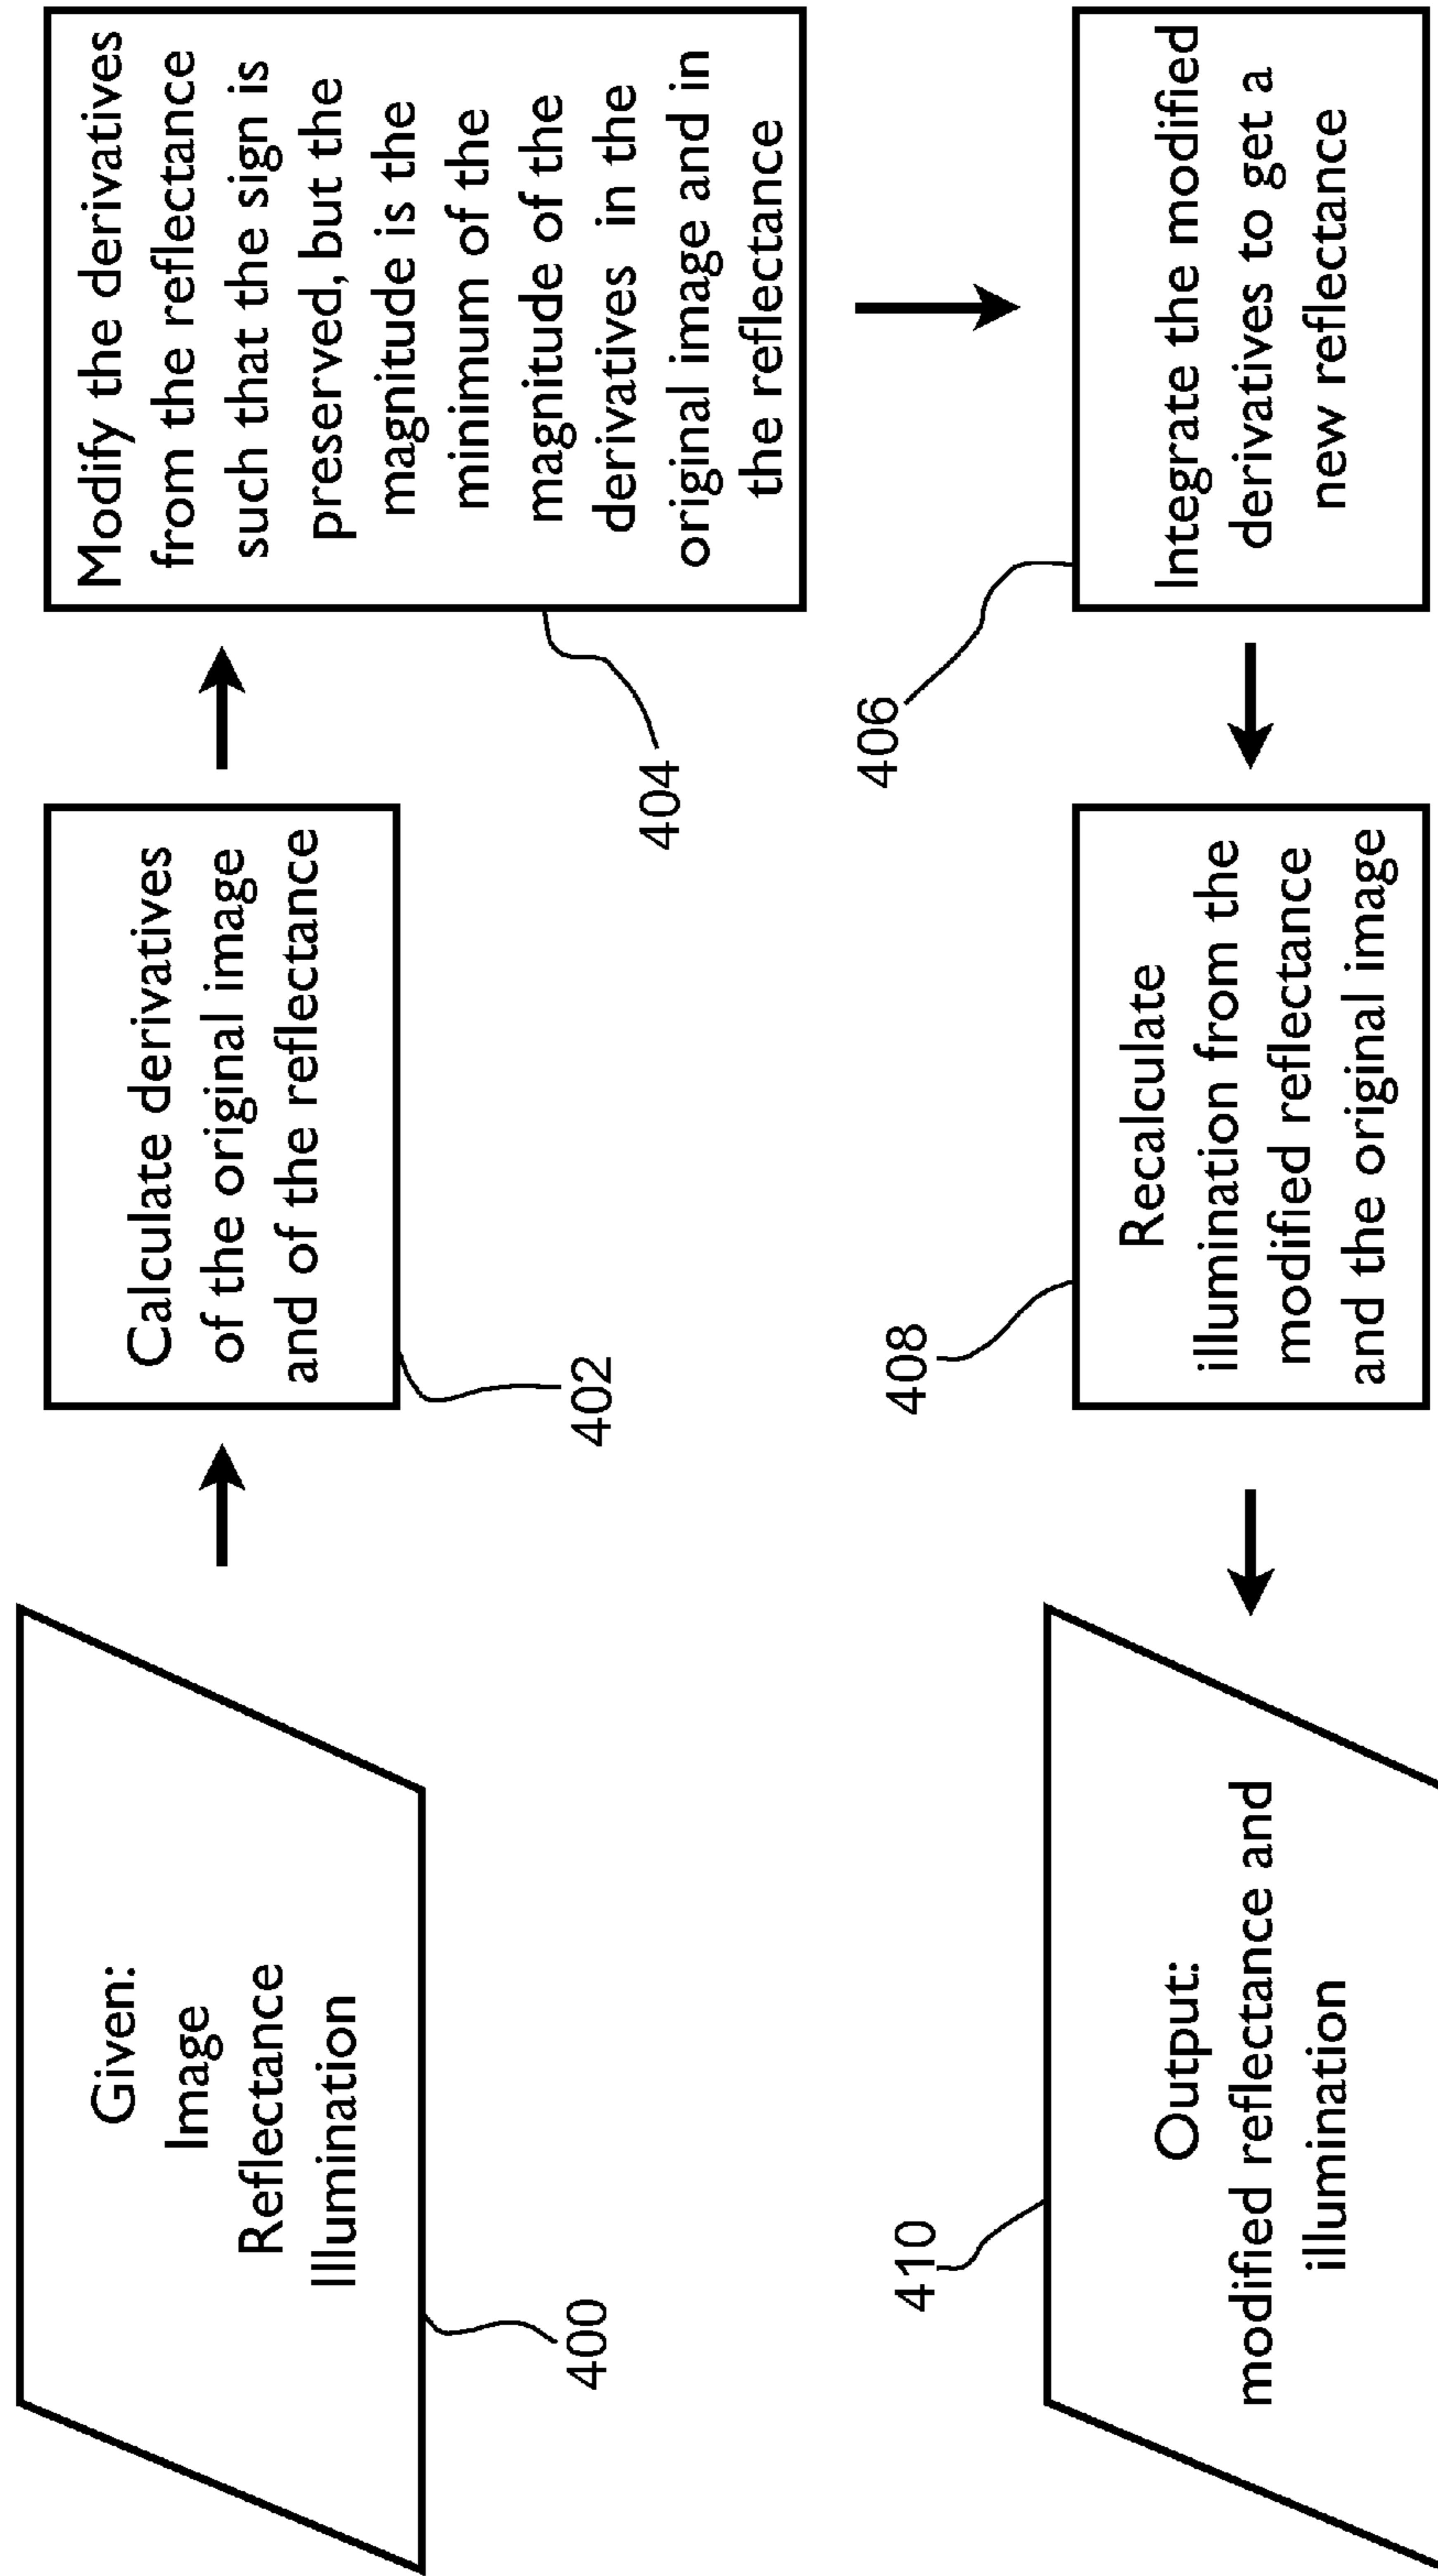 Given:
Image
Reflectance
Illumination
400
Calculate derivatives
of the original image
and of the reflectance
402
Modify the derivatives
from the reflectance
such that the sign is
preserved, but the
magnitude is the
minimum of the
magnitude of the
derivatives in the
original image and in
the reflectance
404
Integrate the modified
derivatives to get a
new reflectance
406
Recalculate
illumination from the
modified reflectance
and the original image
408
Output:
modified reflectance and
illumination
410